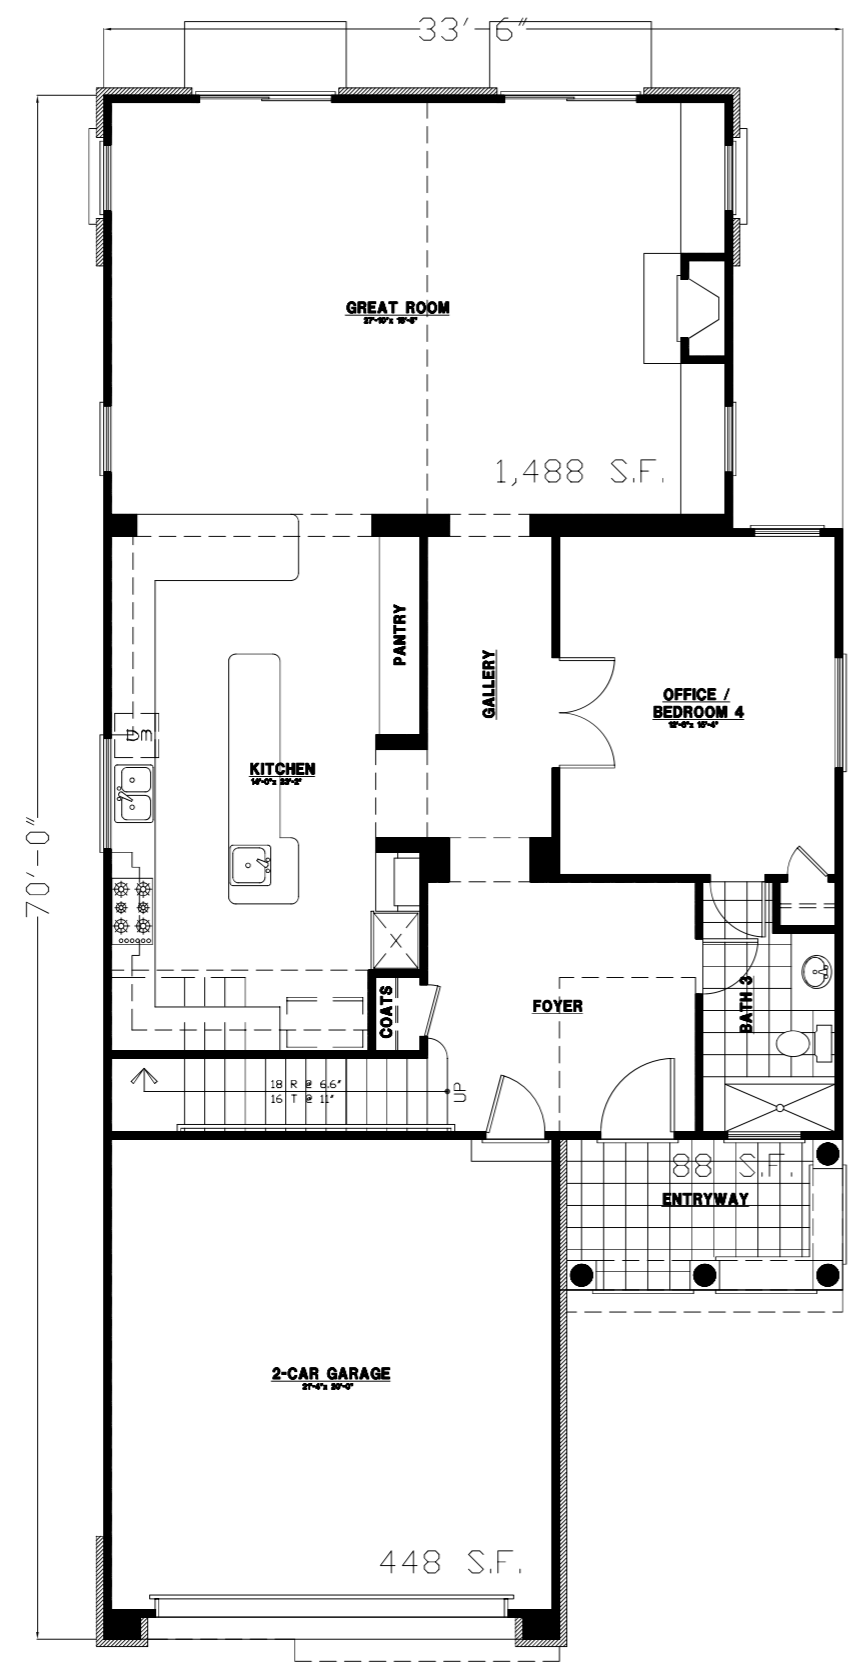 33'-6"
GREAT ROOM
1,488 S.F.
PANTRY
GALLERY
OFFICE /
BEDROOM 4
DW
KITCHEN
70'-0"
COATS
FOYER
BATH 3
18 R @ 6.6"
16 T @ 11"
UP
88 S.F.
ENTRYWAY
2-CAR GARAGE
448 S.F.